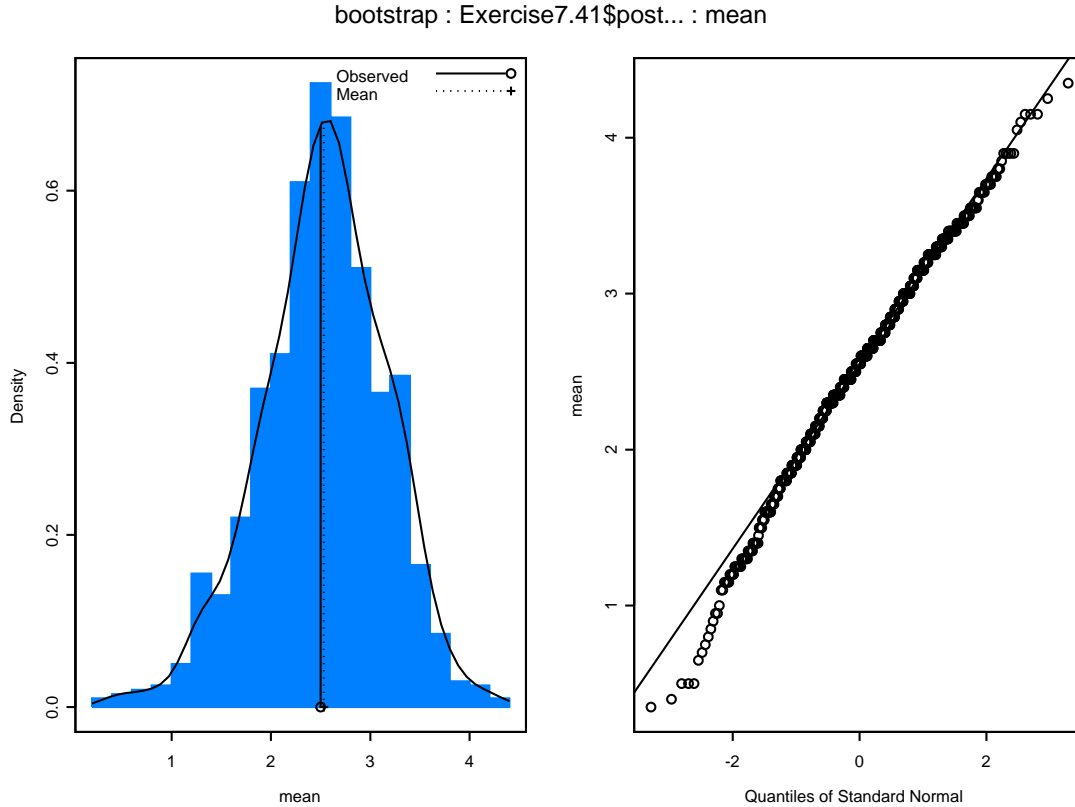 bootstrap : Exercise7.41$post... : mean
Observed
Mean
0.0
0.2
0.4
0.6
Density
1
2
3
4
mean
1
2
3
4
mean
-2
0
2
Quantiles of Standard Normal